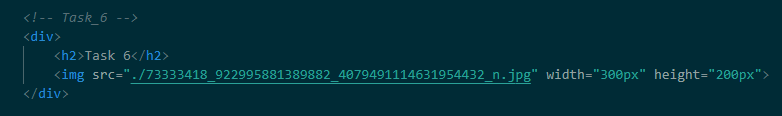 <!-- Task_6 -->
<div>
<h2>Task 6</h2>
<img src="./73333418_922995881389882_4079491114631954432_n.jpg" width="300px" height="200px">
</div>